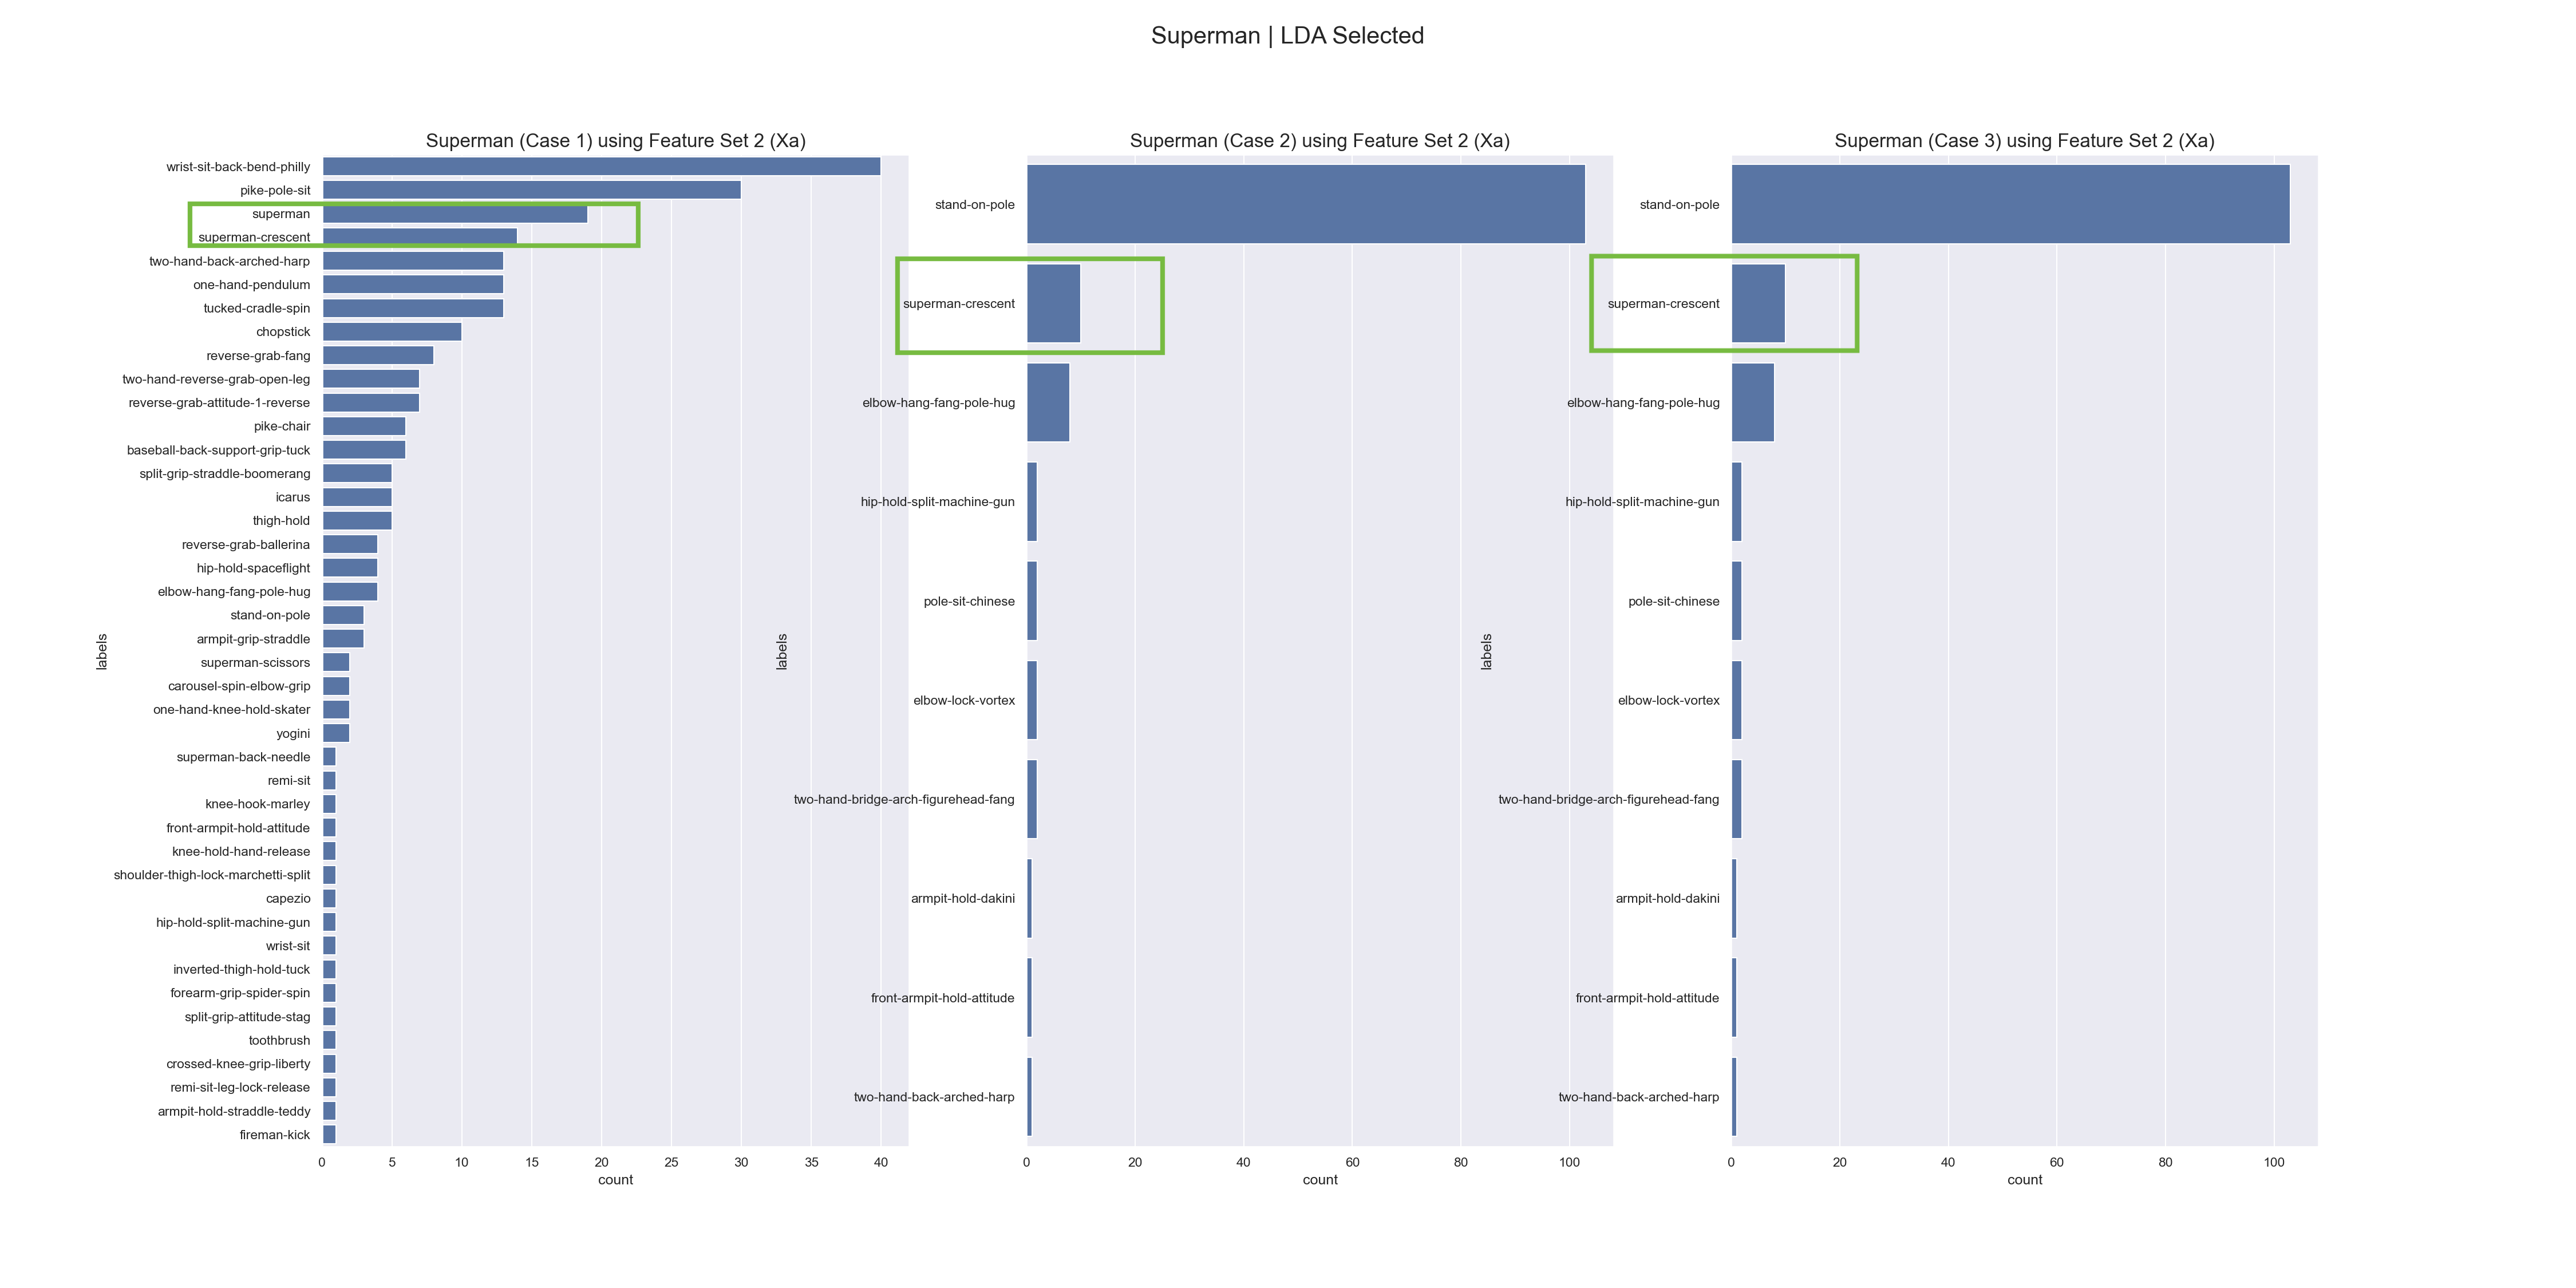 Superman | LDA Selected
Superman (Case 1) using Feature Set 2 (Xa)
wrist-sit-back-bend-philly
pike-pole-sit
superman
superman-crescent
two-hand-back-arched-harp
one-hand-pendulum
tucked-cradle-spin
chopstick
reverse-grab-fang
two-hand-reverse-grab-open-leg
reverse-grab-attitude-1-reverse
pike-chair
baseball-back-support-grip-tuck
split-grip-straddle-boomerang
icarus
thigh-hold
reverse-grab-ballerina
hip-hold-spaceflight
elbow-hang-fang-pole-hug
stand-on-pole
armpit-grip-straddle
superman-scissors
carousel-spin-elbow-grip
one-hand-knee-hold-skater
yogini
superman-back-needle
remi-sit
knee-hook-marley
front-armpit-hold-attitude
knee-hold-hand-release
shoulder-thigh-lock-marchetti-split
capezio
hip-hold-split-machine-gun
wrist-sit
inverted-thigh-hold-tuck
forearm-grip-spider-spin
split-grip-attitude-stag
toothbrush
crossed-knee-grip-liberty
remi-sit-leg-lock-release
armpit-hold-straddle-teddy
fireman-kick
labels
0 5 10 15 20 25 30 35 40
count
Superman (Case 2) using Feature Set 2 (Xa)
stand-on-pole
superman-crescent
elbow-hang-fang-pole-hug
hip-hold-split-machine-gun
pole-sit-chinese
elbow-lock-vortex
two-hand-bridge-arch-figurehead-fang
armpit-hold-dakini
front-armpit-hold-attitude
two-hand-back-arched-harp
labels
0 20 40 60 80 100
count
Superman (Case 3) using Feature Set 2 (Xa)
stand-on-pole
superman-crescent
elbow-hang-fang-pole-hug
hip-hold-split-machine-gun
pole-sit-chinese
elbow-lock-vortex
two-hand-bridge-arch-figurehead-fang
armpit-hold-dakini
front-armpit-hold-attitude
two-hand-back-arched-harp
labels
0 20 40 60 80 100
count